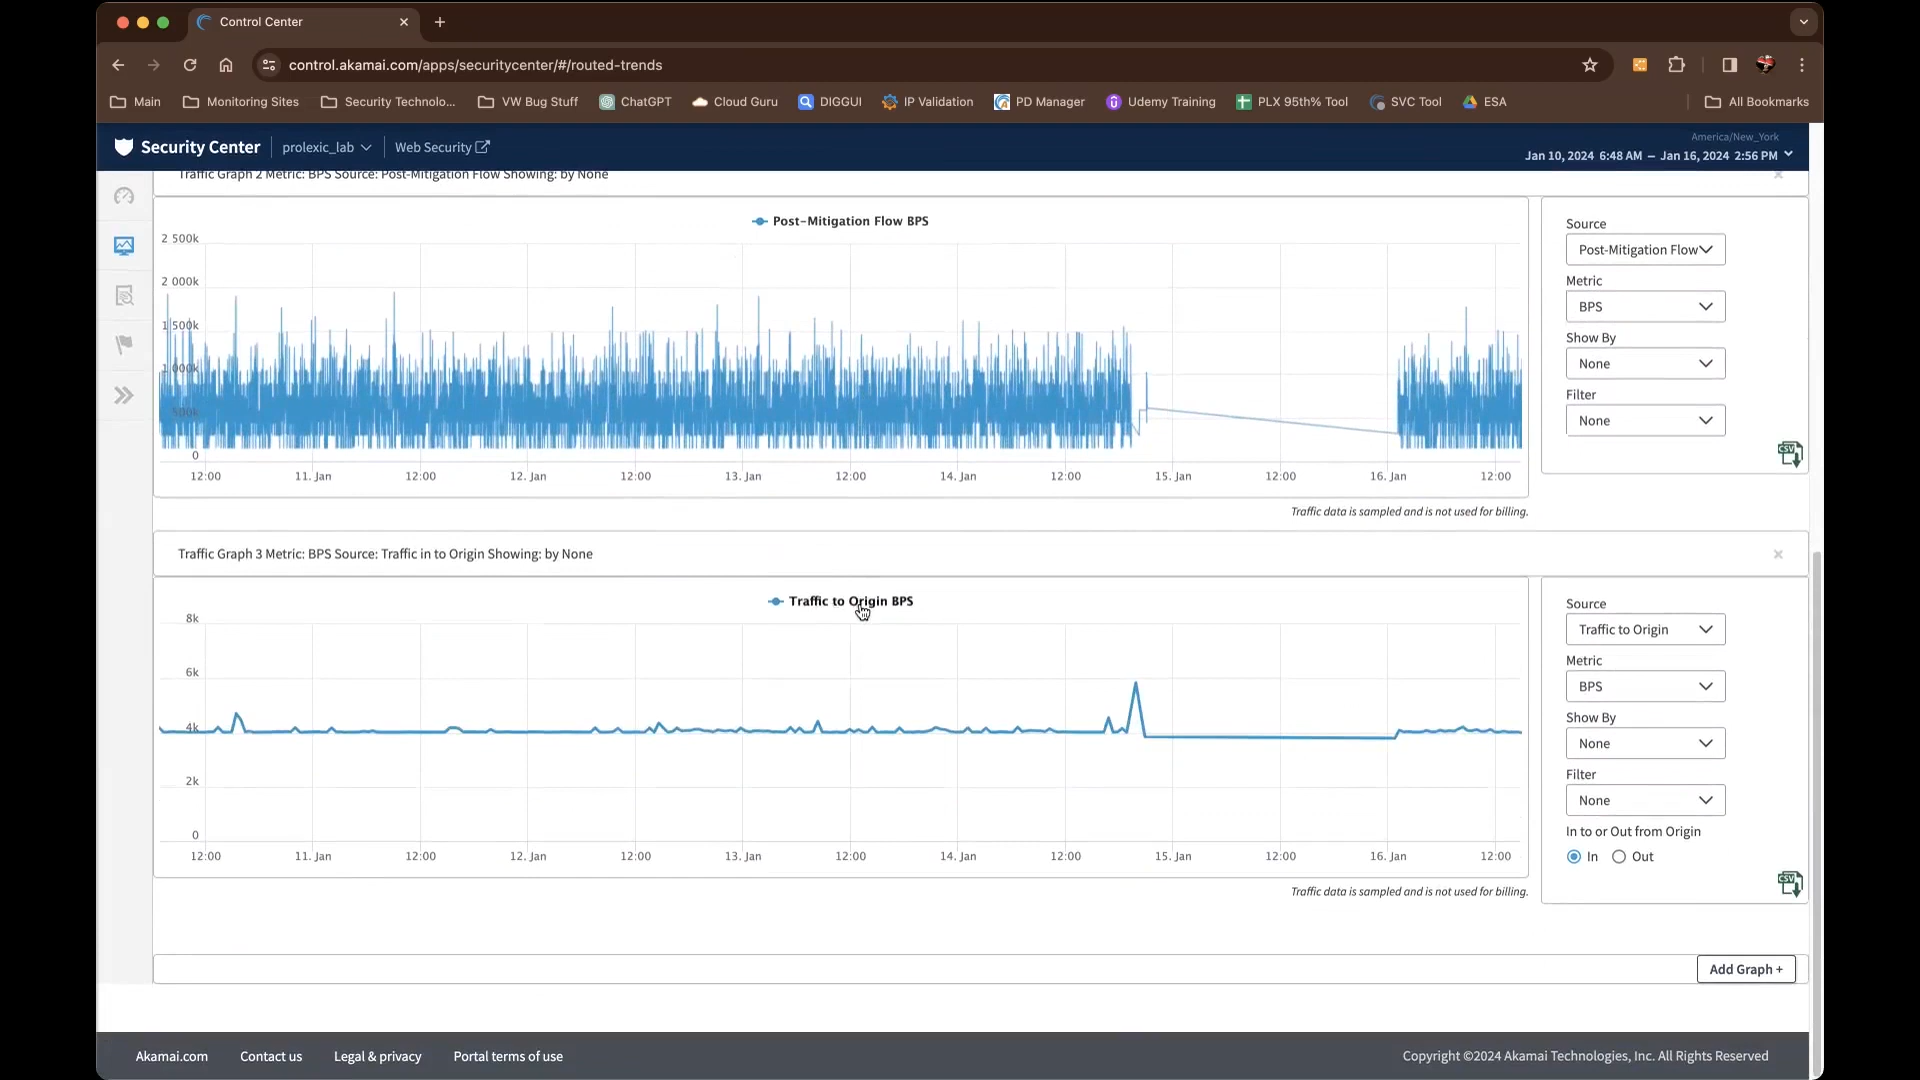 Control Center
control.akamai.com/apps/securitycenter/#/routed-trends
Main Monitoring Sites Security Technolo... VW Bug Stuff ChatGPT Cloud Guru DIGGUI IP Validation PD Manager Udemy Training PLX 95th% Tool SVC Tool ESA All Bookmarks
Security Center prolexic_lab Web Security
America/New_York
Jan 10, 2024 6:48 AM – Jan 16, 2024 2:56 PM
Traffic Graph 2 Metric: BPS Source: Post-Mitigation Flow Showing: by None
Post-Mitigation Flow BPS
2 500k
2 000k
1 500k
1 000k
500k
0
12:00 11. Jan 12:00 12. Jan 12:00 13. Jan 12:00 14. Jan 12:00 15. Jan 12:00 16. Jan 12:00
Source
Post-Mitigation Flow
Metric
BPS
Show By
None
Filter
None
CSV
Traffic data is sampled and is not used for billing.
Traffic Graph 3 Metric: BPS Source: Traffic in to Origin Showing: by None
Traffic to Origin BPS
8k
6k
4k
2k
0
12:00 11. Jan 12:00 12. Jan 12:00 13. Jan 12:00 14. Jan 12:00 15. Jan 12:00 16. Jan 12:00
Source
Traffic to Origin
Metric
BPS
Show By
None
Filter
None
In to or Out from Origin
In Out
CSV
Traffic data is sampled and is not used for billing.
Add Graph +
Akamai.com Contact us Legal & privacy Portal terms of use Copyright ©2024 Akamai Technologies, Inc. All Rights Reserved